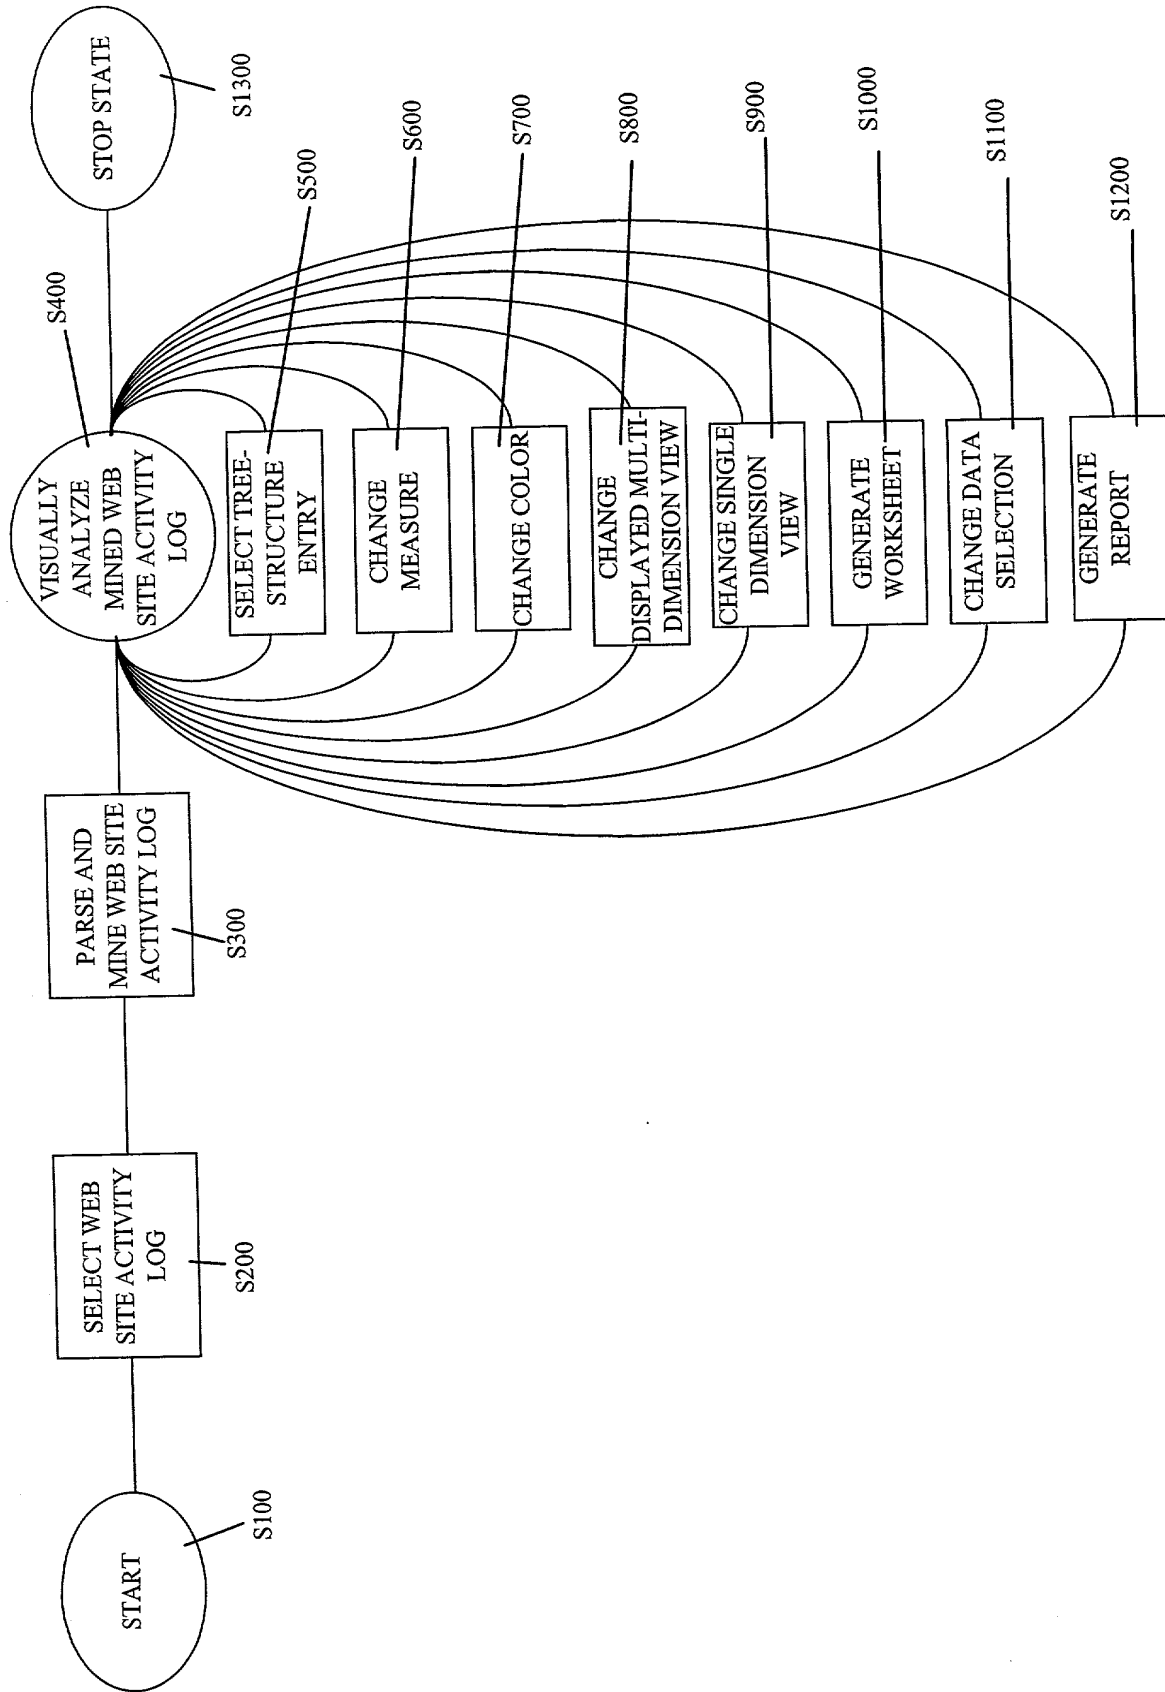 START
S100
SELECT WEB
SITE ACTIVITY
LOG
S200
PARSE AND
MINE WEB SITE
ACTIVITY LOG
S300
VISUALLY
ANALYZE
MINED WEB
SITE ACTIVITY
LOG
S400
STOP STATE
S1300
SELECT TREE-
STRUCTURE
ENTRY
S500
CHANGE
MEASURE
S600
CHANGE COLOR
S700
CHANGE
DISPLAYED MULTI-
DIMENSION VIEW
S800
CHANGE SINGLE
DIMENSION
VIEW
S900
GENERATE
WORKSHEET
S1000
CHANGE DATA
SELECTION
S1100
GENERATE
REPORT
S1200